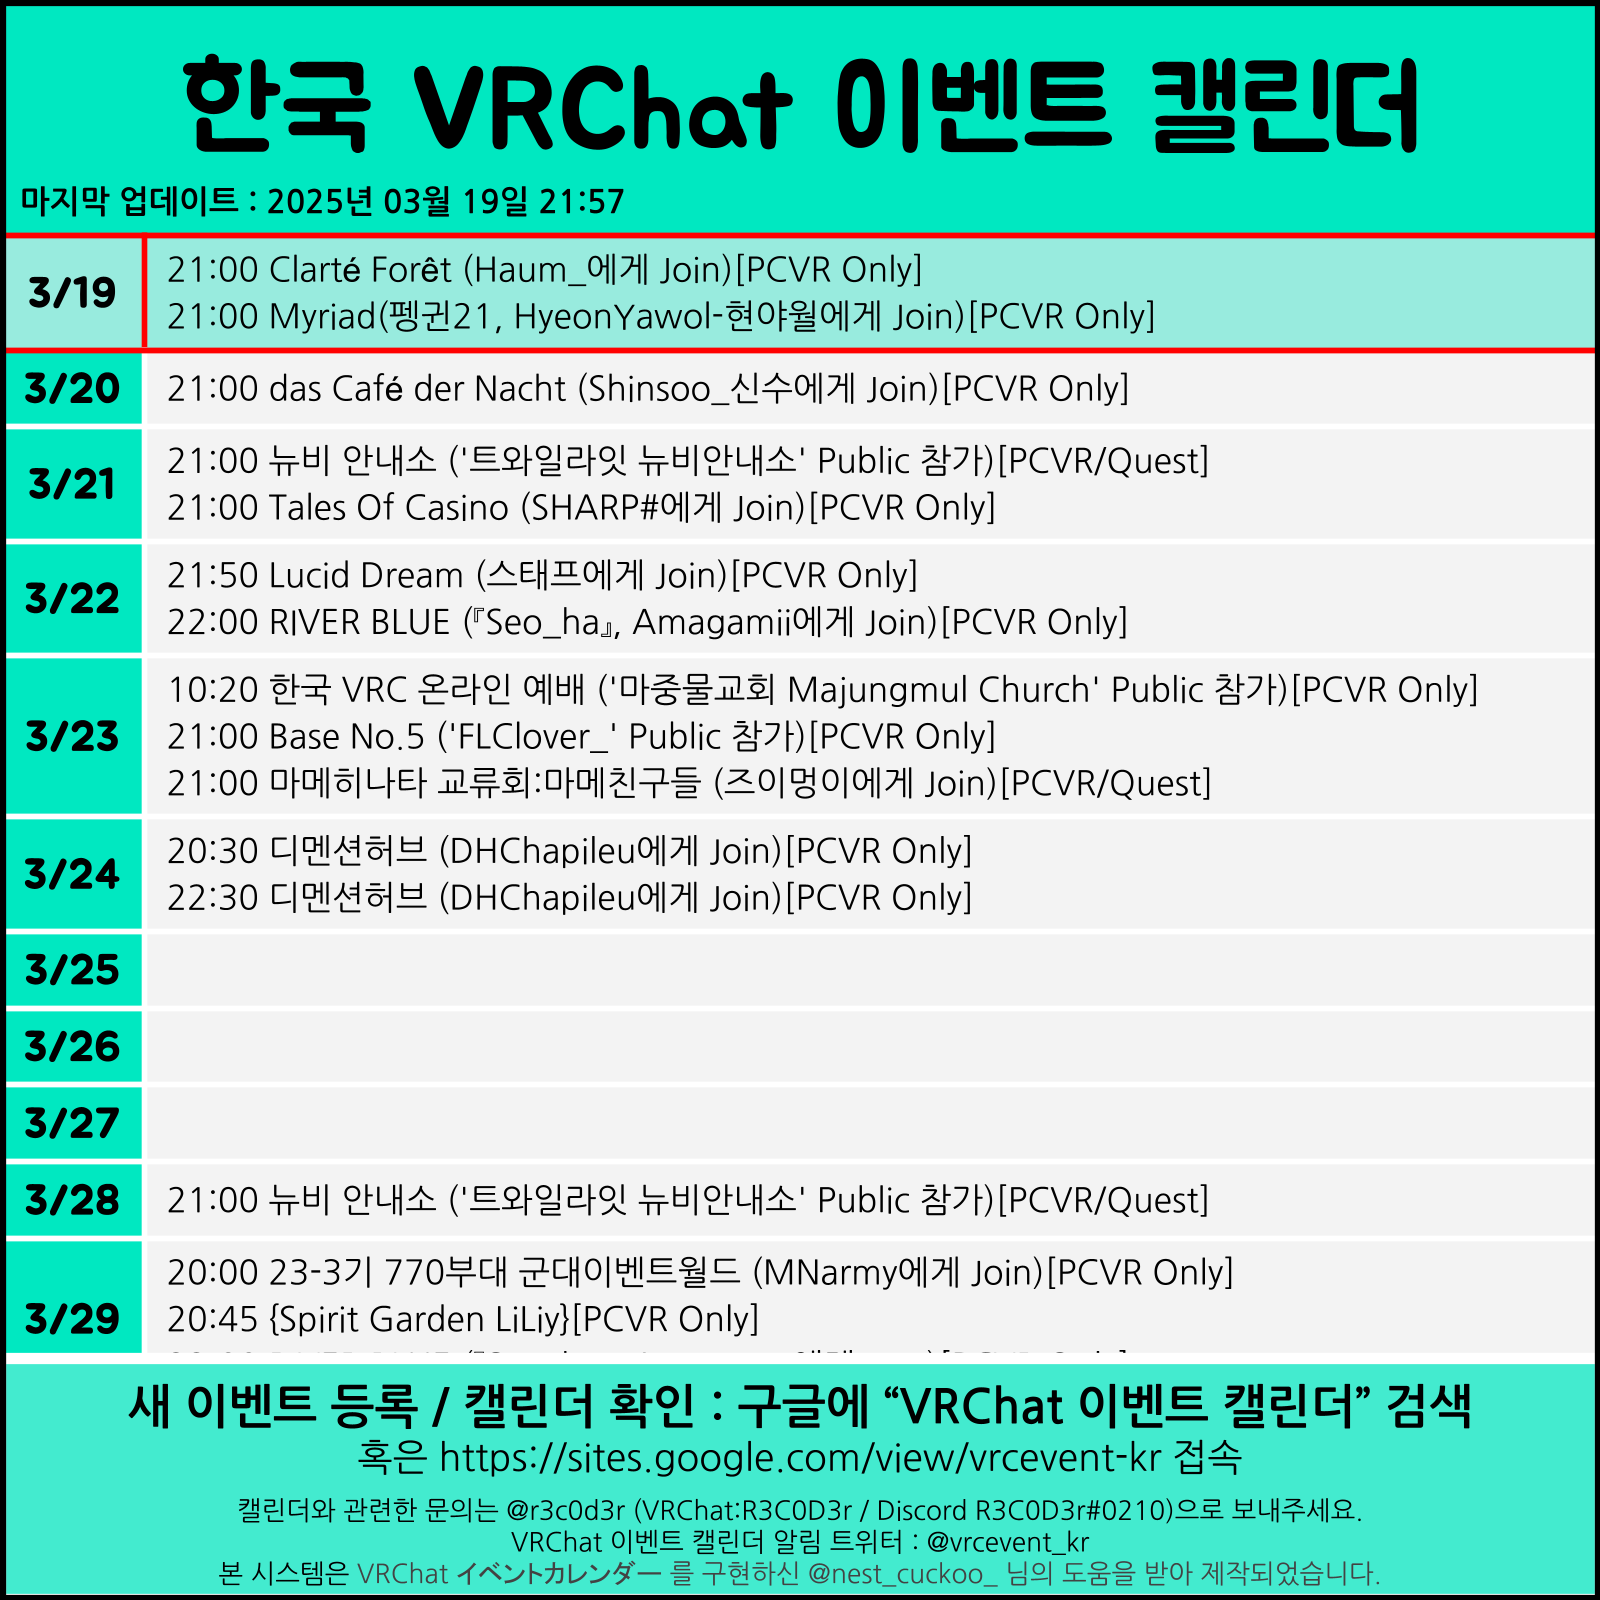 한국 VRChat 이벤트 캘린더
마지막 업데이트 : 2025년 03월 19일 21:57
3/19
21:00 Clarté Forêt (Haum_에게 Join)[PCVR Only]
21:00 Myriad(펭귄21, HyeonYawol-현야월에게 Join)[PCVR Only]
3/20
21:00 das Café der Nacht (Shinsoo_신수에게 Join)[PCVR Only]
3/21
21:00 뉴비 안내소 ('트와일라잇 뉴비안내소' Public 참가)[PCVR/Quest]
21:00 Tales Of Casino (SHARP#에게 Join)[PCVR Only]
3/22
21:50 Lucid Dream (스태프에게 Join)[PCVR Only]
22:00 RIVER BLUE (『Seo_ha』, Amagamii에게 Join)[PCVR Only]
3/23
10:20 한국 VRC 온라인 예배 ('마중물교회 Majungmul Church' Public 참가)[PCVR Only]
21:00 Base No.5 ('FLClover_' Public 참가)[PCVR Only]
21:00 마메히나타 교류회:마메친구들 (즈이멍이에게 Join)[PCVR/Quest]
3/24
20:30 디멘션허브 (DHChapileu에게 Join)[PCVR Only]
22:30 디멘션허브 (DHChapileu에게 Join)[PCVR Only]
3/25
3/26
3/27
3/28
21:00 뉴비 안내소 ('트와일라잇 뉴비안내소' Public 참가)[PCVR/Quest]
3/29
20:00 23-3기 770부대 군대이벤트월드 (MNarmy에게 Join)[PCVR Only]
20:45 {Spirit Garden LiLiy}[PCVR Only]
새 이벤트 등록 / 캘린더 확인 : 구글에 “VRChat 이벤트 캘린더” 검색
혹은 https://sites.google.com/view/vrcevent-kr 접속
캘린더와 관련한 문의는 @r3c0d3r (VRChat:R3C0D3r / Discord R3C0D3r#0210)으로 보내주세요.
VRChat 이벤트 캘린더 알림 트위터 : @vrcevent_kr
본 시스템은 VRChat イベントカレンダー 를 구현하신 @nest_cuckoo_ 님의 도움을 받아 제작되었습니다.